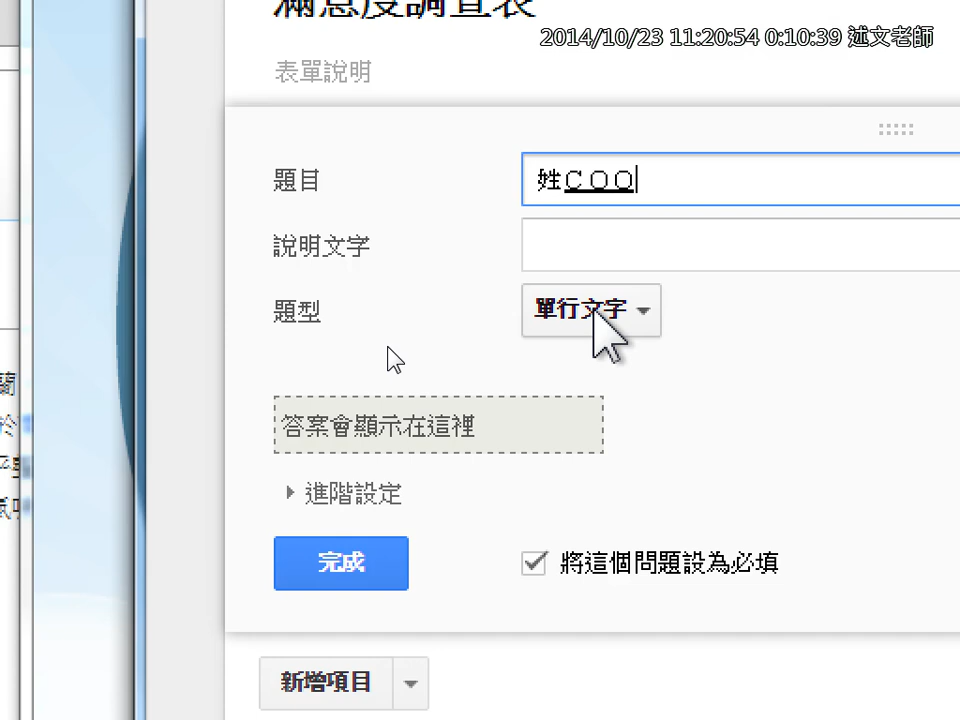 滿意度調查表
2014/10/23 11:20:54 0:10:39 述文老師
表單說明
題目 姓ＣＯＯ
說明文字
題型 單行文字
答案會顯示在這裡
進階設定
完成 將這個問題設為必填
新增項目